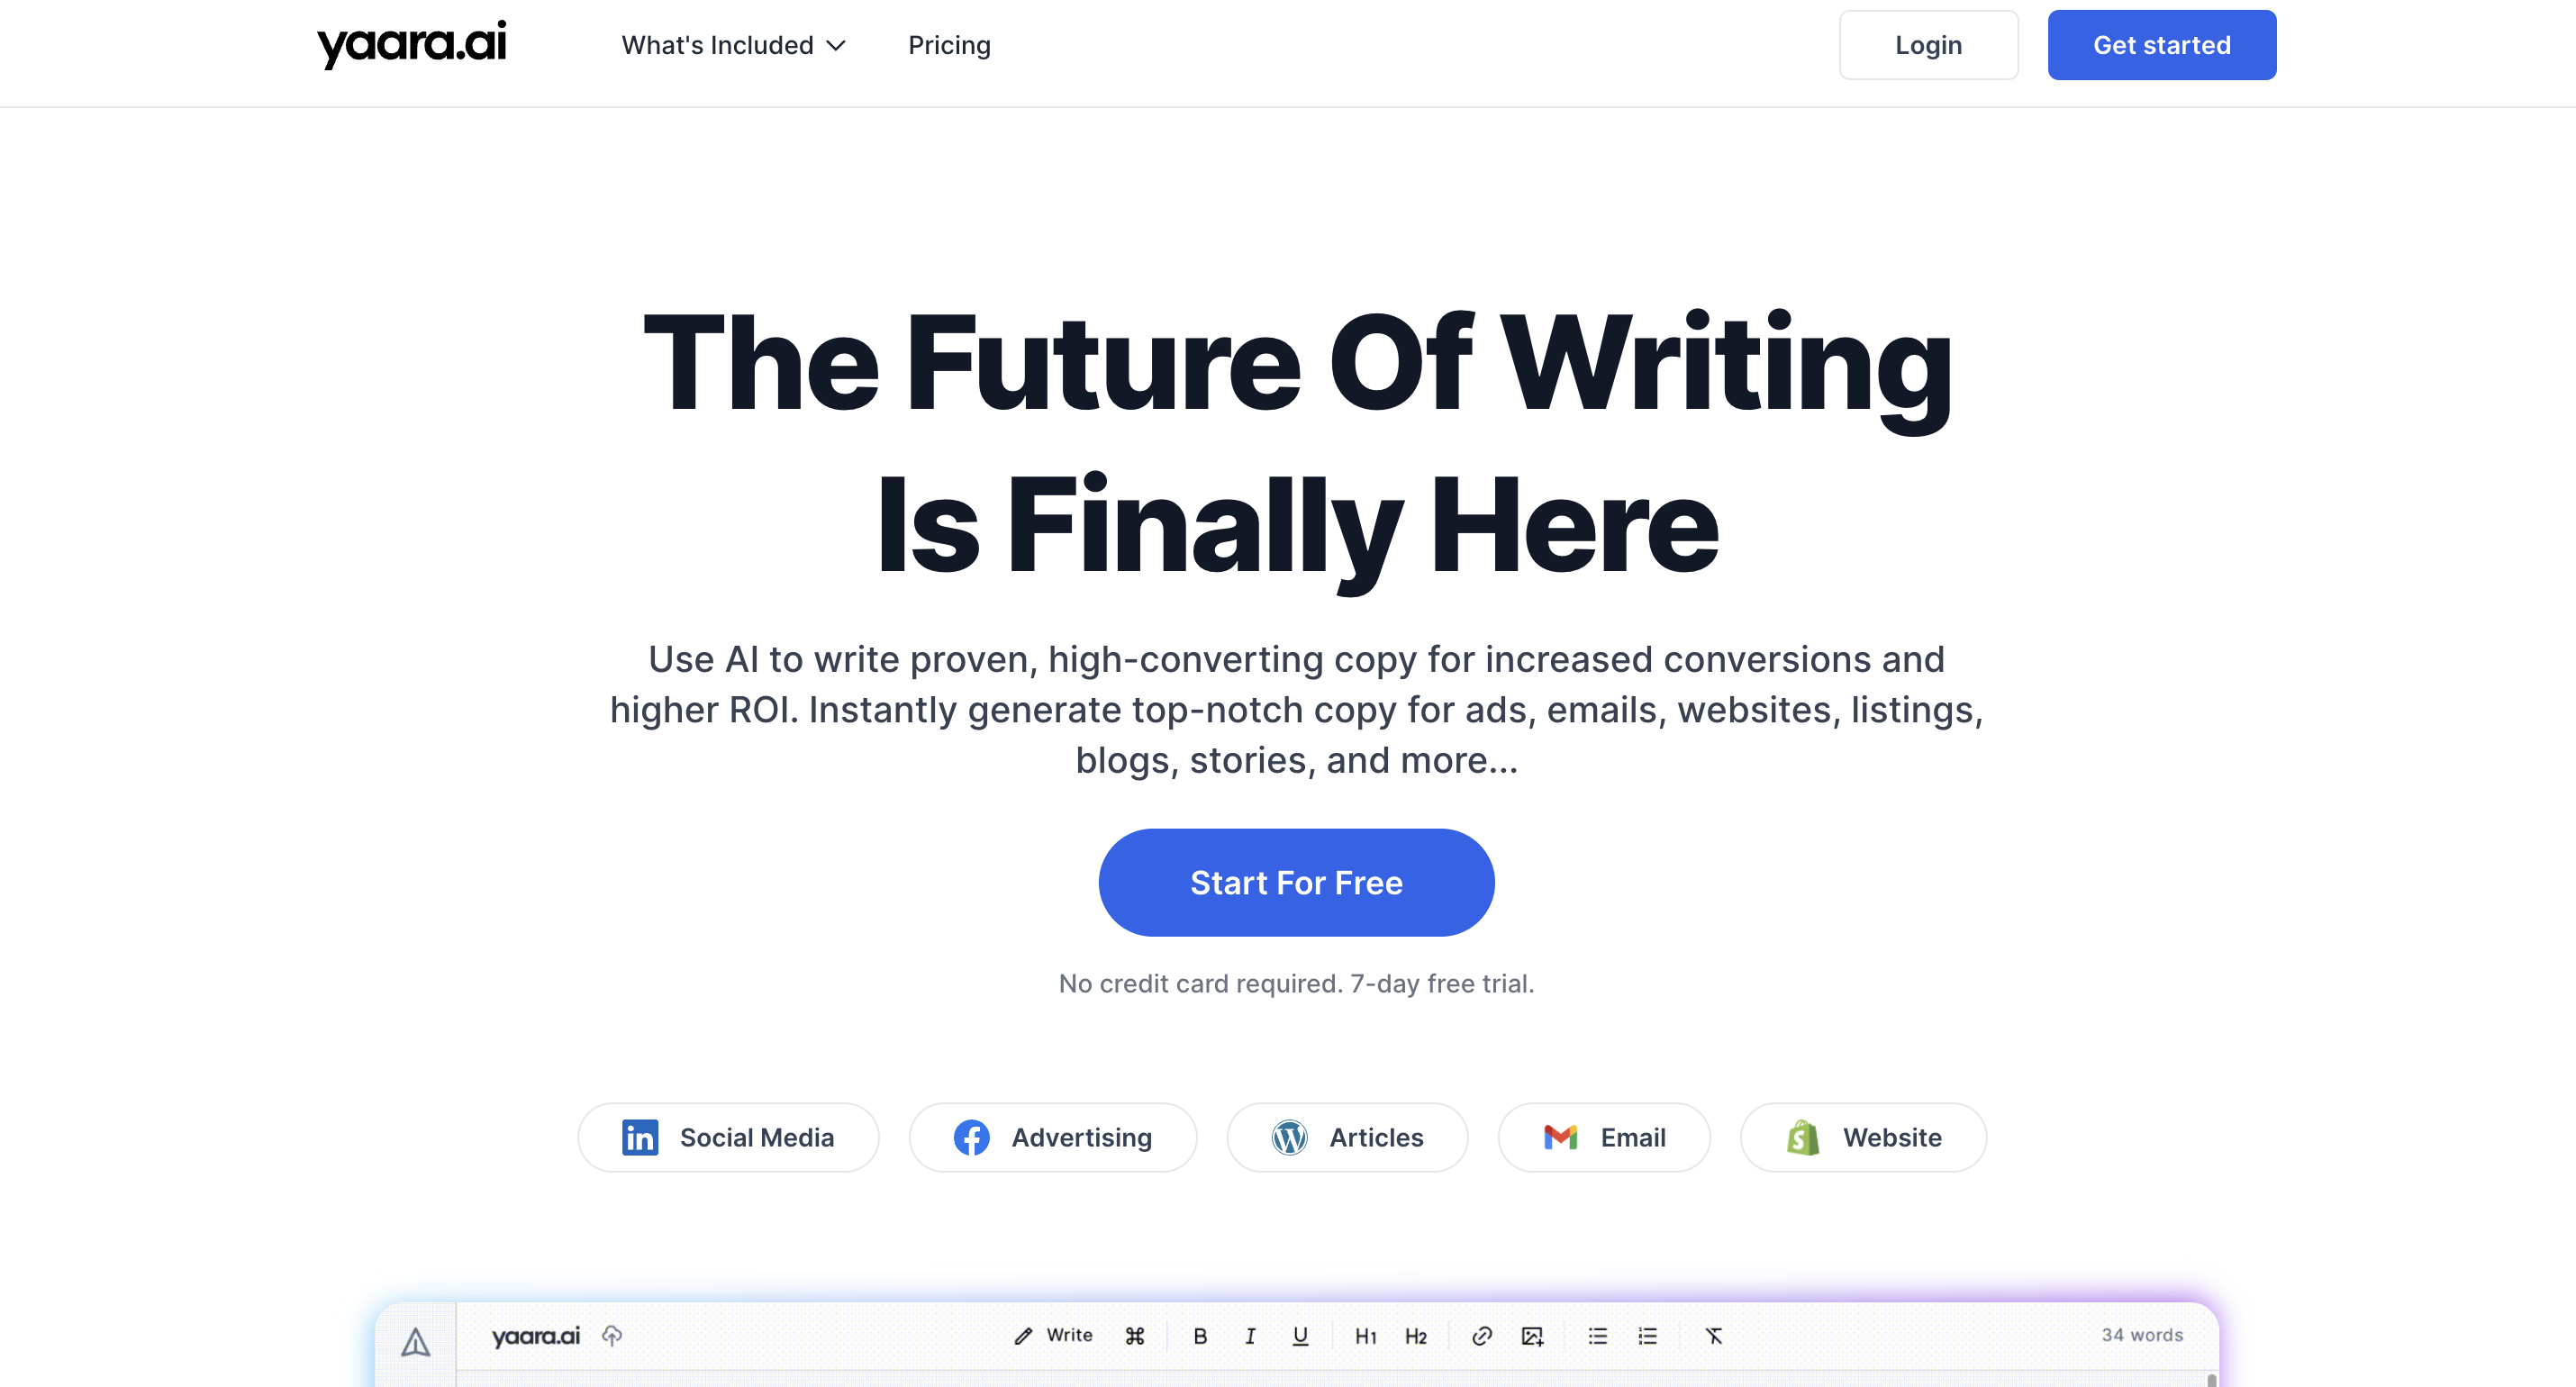 yaara.ai
What's Included
Pricing
Login
Get started
The Future Of Writing
Is Finally Here
Use AI to write proven, high-converting copy for increased conversions and
higher ROI. Instantly generate top-notch copy for ads, emails, websites, listings,
blogs, stories, and more...
Start For Free
No credit card required. 7-day free trial.
in Social Media
Advertising
Articles
Email
Website
yaara.ai
Write
B
I
U
H1
H2
34 words